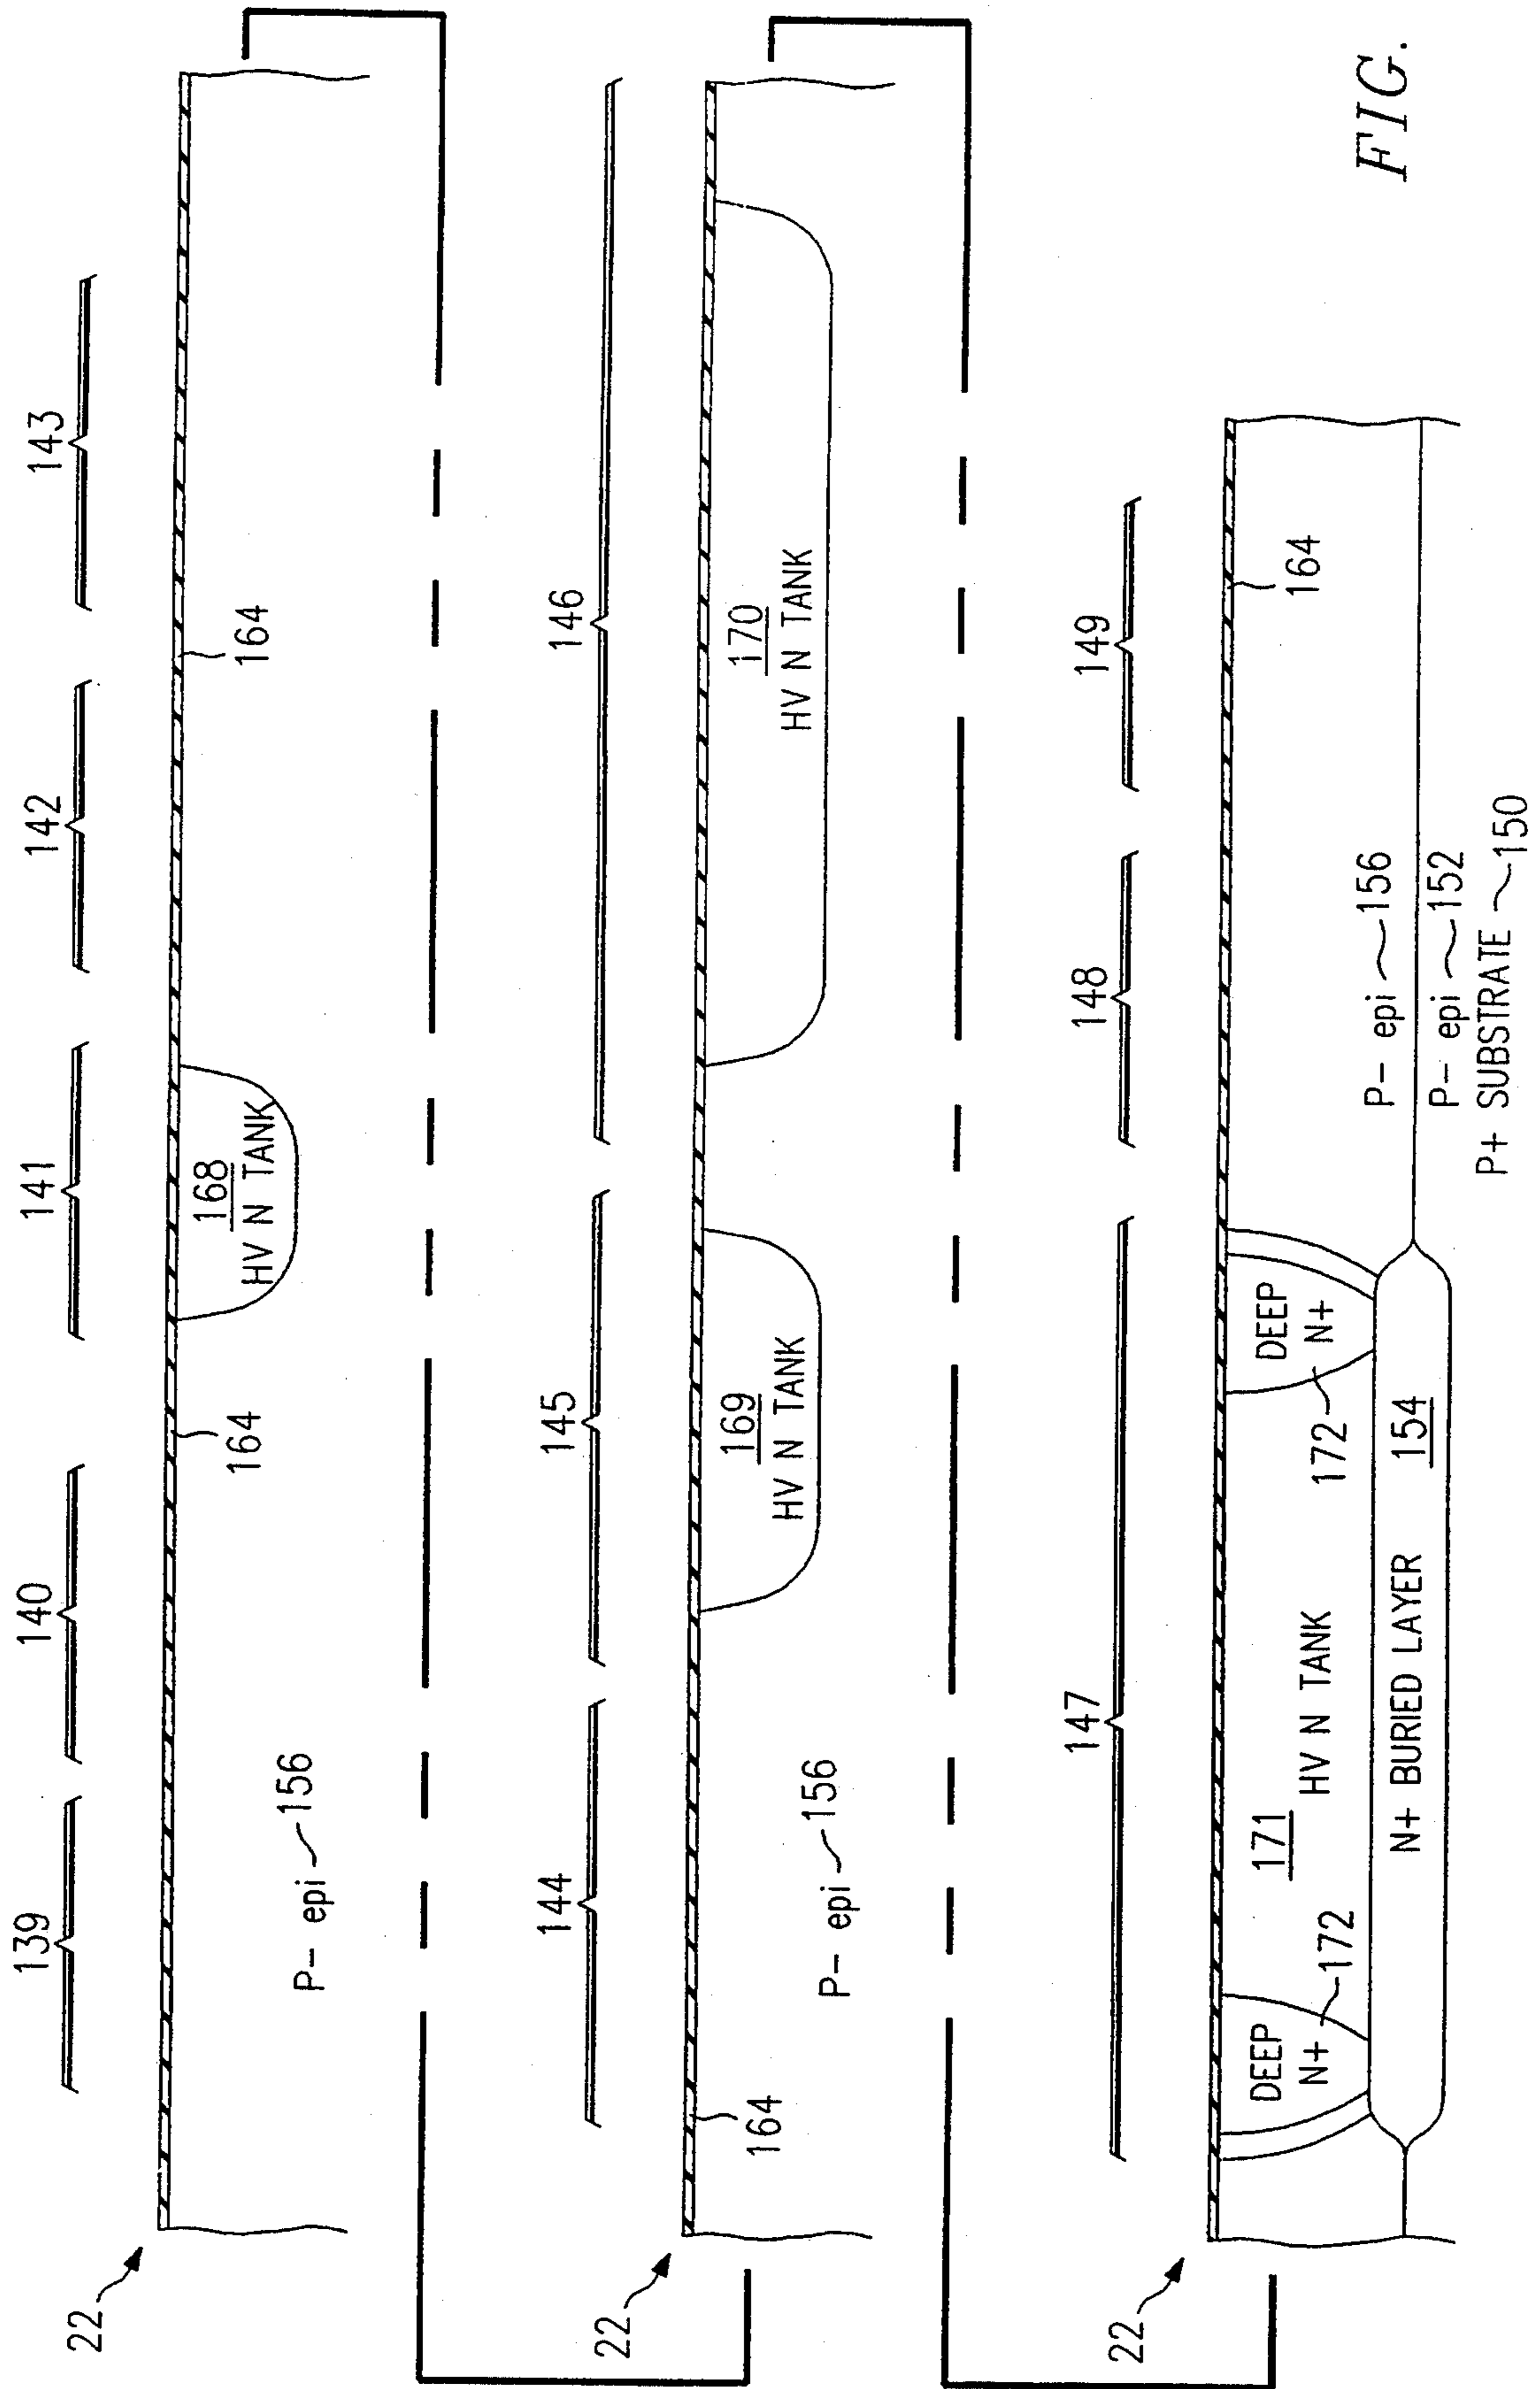 139 140 141 142 143
22
164 164
168
HV N TANK
P- epi 156
144 145 146
22
164
169
HV N TANK
170
HV N TANK
P- epi 156
147 148 149
22
DEEP
N+
172
171
HV N TANK
DEEP
N+
172
164
N+ BURIED LAYER 154
P- epi 156
P- epi 152
P+ SUBSTRATE 150
FIG.